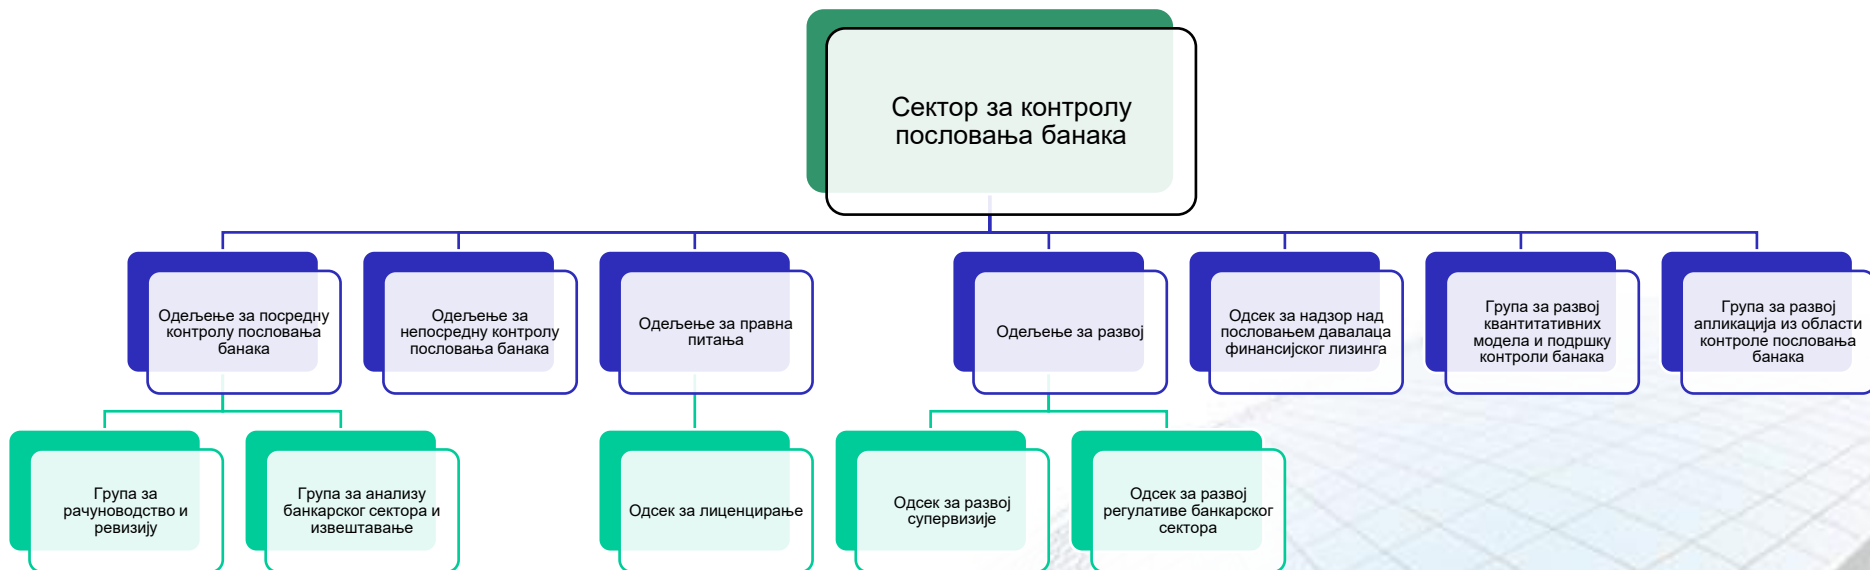 Сектор за контролу
пословања банака
Одељење за посредну
контролу пословања
банака
Одељење за
непосредну контролу
пословања банака
Одељење за правна
питања
Одељење за развој
Одсек за надзор над
пословањем давалаца
финансијског лизинга
Група за развој
квантитативних
модела и подршку
контроли банака
Група за развој
апликација из области
контроле пословања
банака
Група за
рачуноводство и
ревизију
Група за анализу
банкарског сектора и
извештавање
Одсек за лиценцирање
Одсек за развој
супервизије
Одсек за развој
регулативе банкарског
сектора